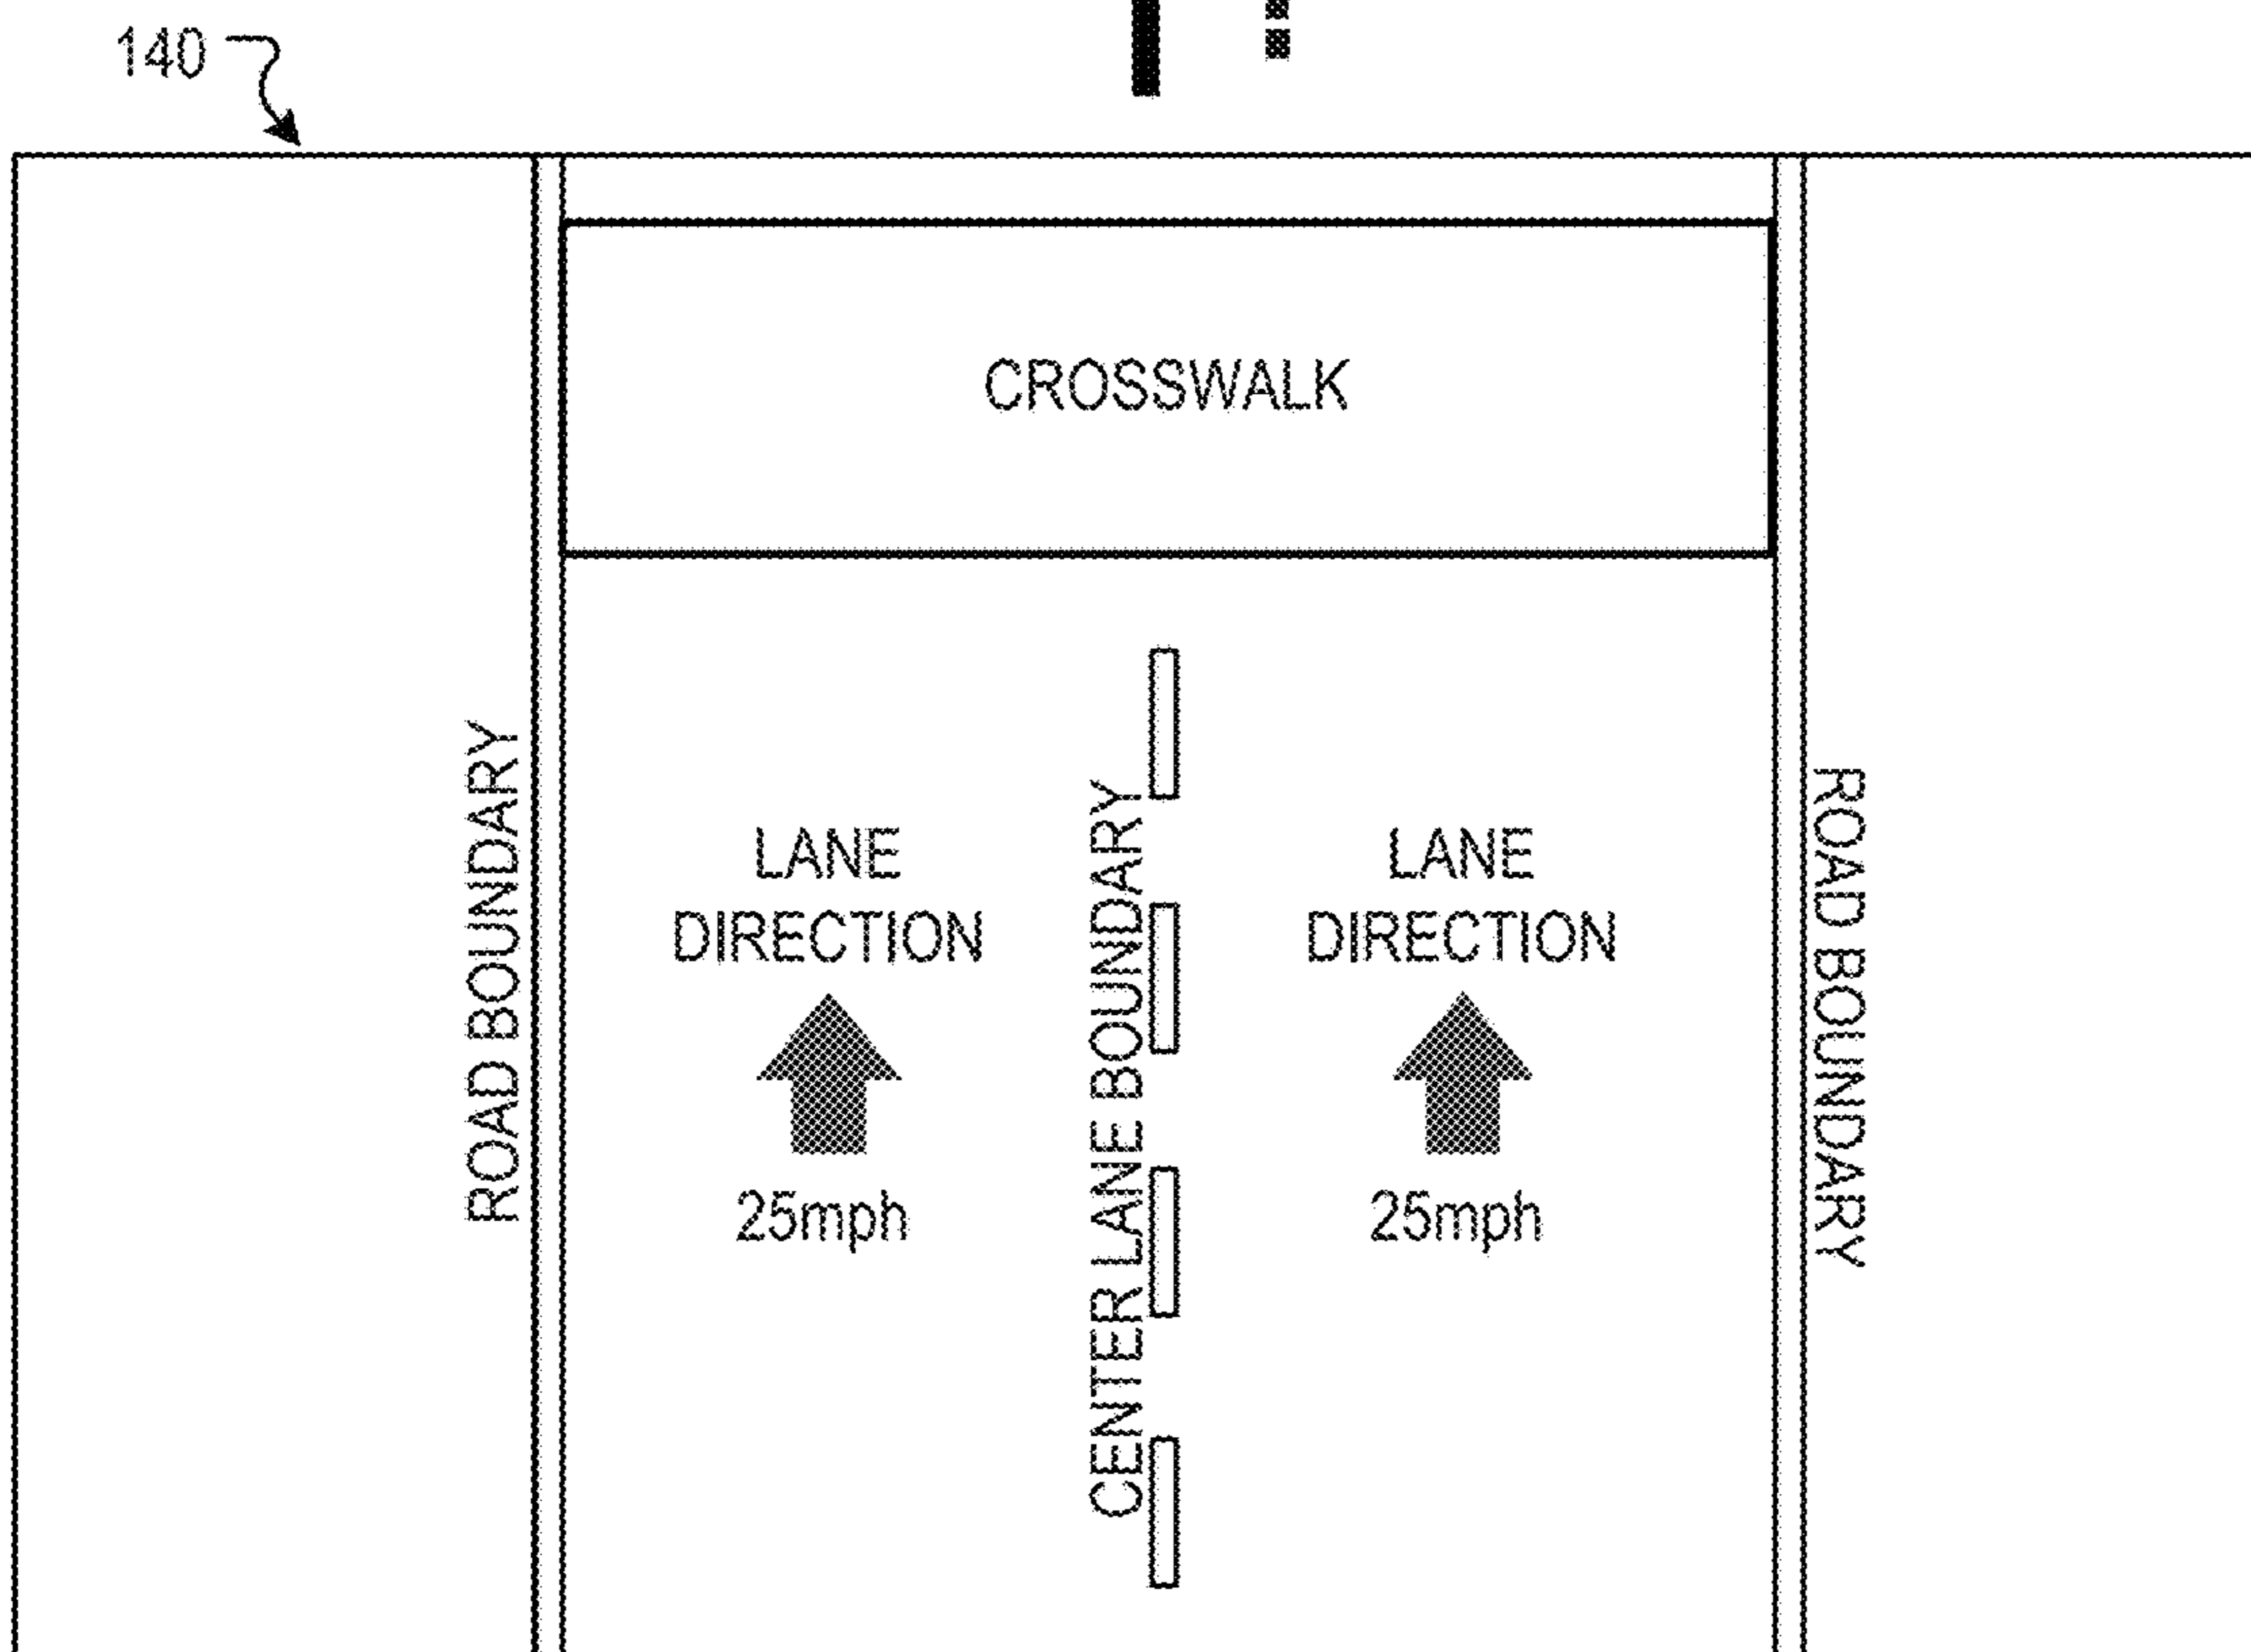 140
CROSSWALK
ROAD BOUNDARY
LANE
DIRECTION
25mph
CENTER LANE BOUNDARY
LANE
DIRECTION
25mph
ROAD BOUNDARY